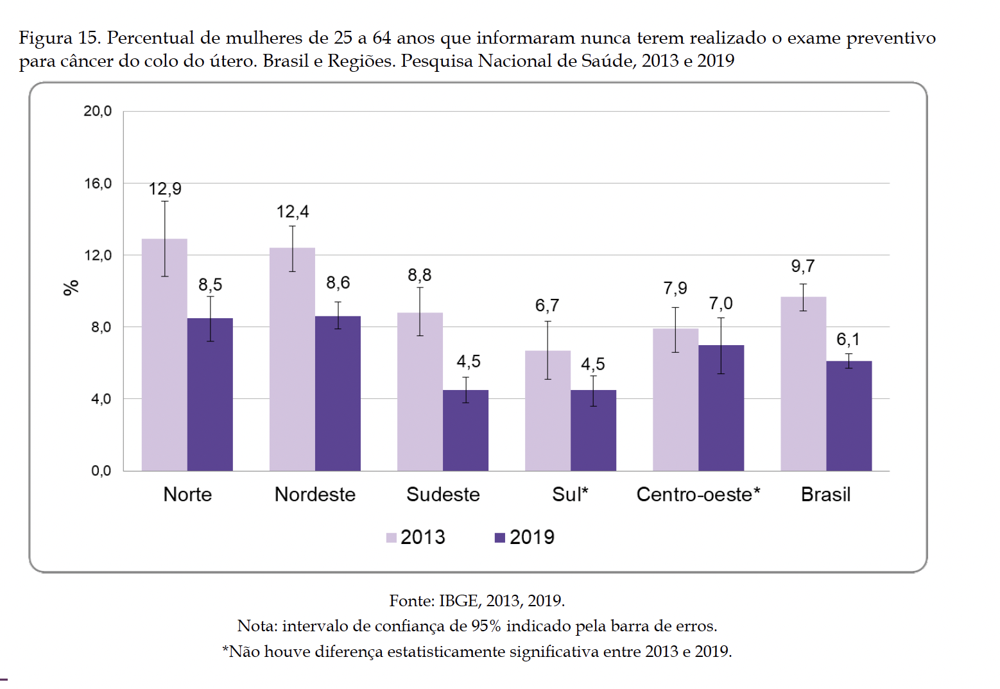 Figura 15. Percentual de mulheres de 25 a 64 anos que informaram nunca terem realizado o exame preventivo
para câncer do colo do útero. Brasil e Regiões. Pesquisa Nacional de Saúde, 2013 e 2019
20,0
16,0
12,0
8,0
4,0
0,0
%
12,9
8,5
12,4
8,6
8,8
4,5
6,7
4,5
7,9
7,0
9,7
6,1
Norte
Nordeste
Sudeste
Sul*
Centro-oeste*
Brasil
2013
2019
Fonte: IBGE, 2013, 2019.
Nota: intervalo de confiança de 95% indicado pela barra de erros.
*Não houve diferença estatisticamente significativa entre 2013 e 2019.